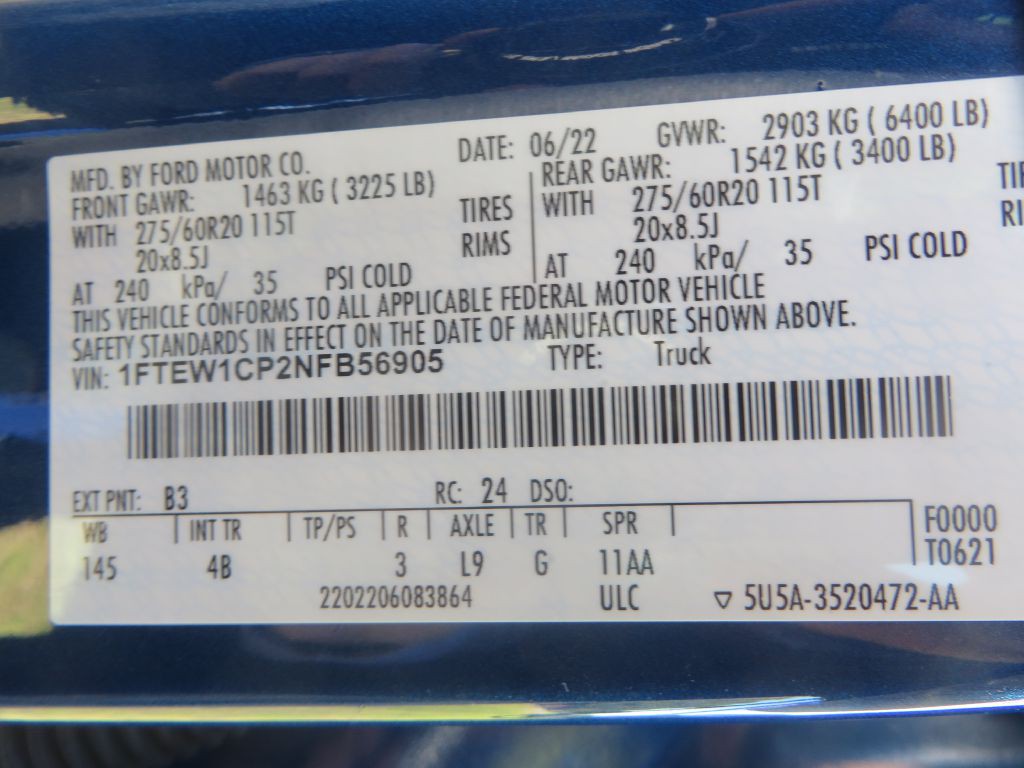 MFD. BY FORD MOTOR CO. DATE: 06/22 GVWR: 2903 KG ( 6400 LB)
FRONT GAWR: 1463 KG ( 3225 LB) REAR GAWR: 1542 KG ( 3400 LB)
WITH 275/60R20 115T TIRES WITH 275/60R20 115T
20x8.5J RIMS 20x8.5J
AT 240 kPa/ 35 PSI COLD AT 240 kPa/ 35 PSI COLD
THIS VEHICLE CONFORMS TO ALL APPLICABLE FEDERAL MOTOR VEHICLE
SAFETY STANDARDS IN EFFECT ON THE DATE OF MANUFACTURE SHOWN ABOVE.
VIN: 1FTEW1CP2NFB56905 TYPE: Truck
EXT PNT: B3 RC: 24 DSO:
WB INT TR TP/PS R AXLE TR SPR F0000
145 4B 3 L9 G 11AA T0621
2202206083864 ULC ▽ 5U5A-3520472-AA